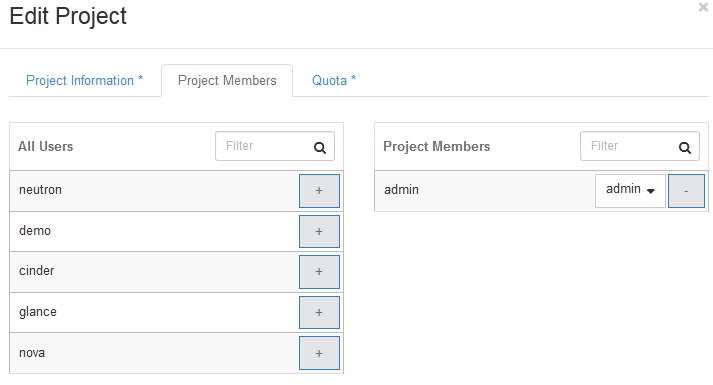 Edit Project
×
Project Information *
Project Members
Quota *
All Users
Filter
neutron
+
demo
+
cinder
+
glance
+
nova
+
Project Members
Filter
admin
admin
-